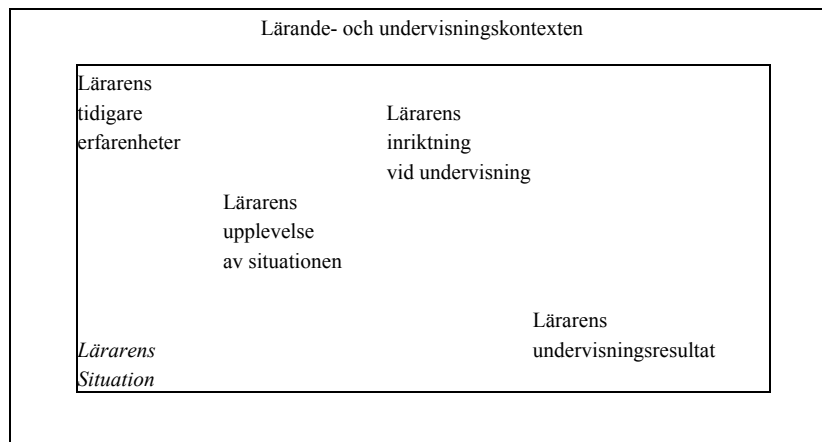 Lärande- och undervisningskontexten
Lärarens
tidigare
erfarenheter
Lärarens
inriktning
vid undervisning
Lärarens
upplevelse
av situationen
Lärarens
undervisningsresultat
Lärarens
Situation